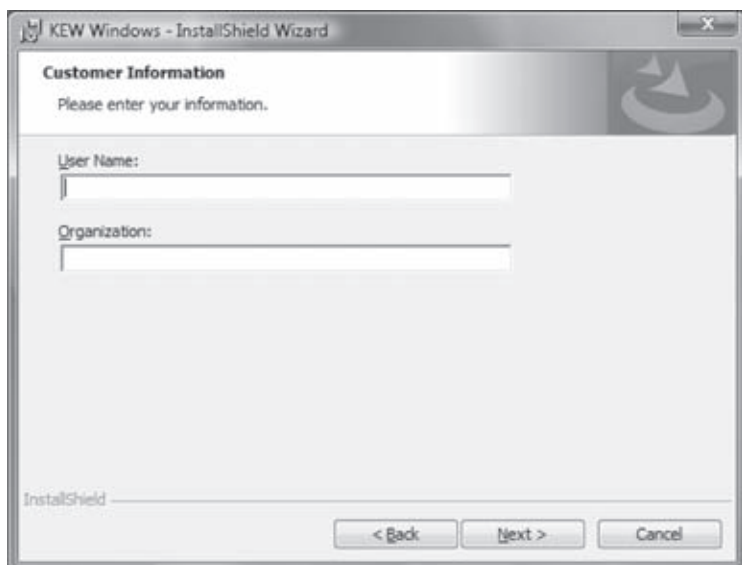 KEW Windows - InstallShield Wizard
Customer Information
Please enter your information.
User Name:
Organization:
InstallShield
< Back
Next >
Cancel